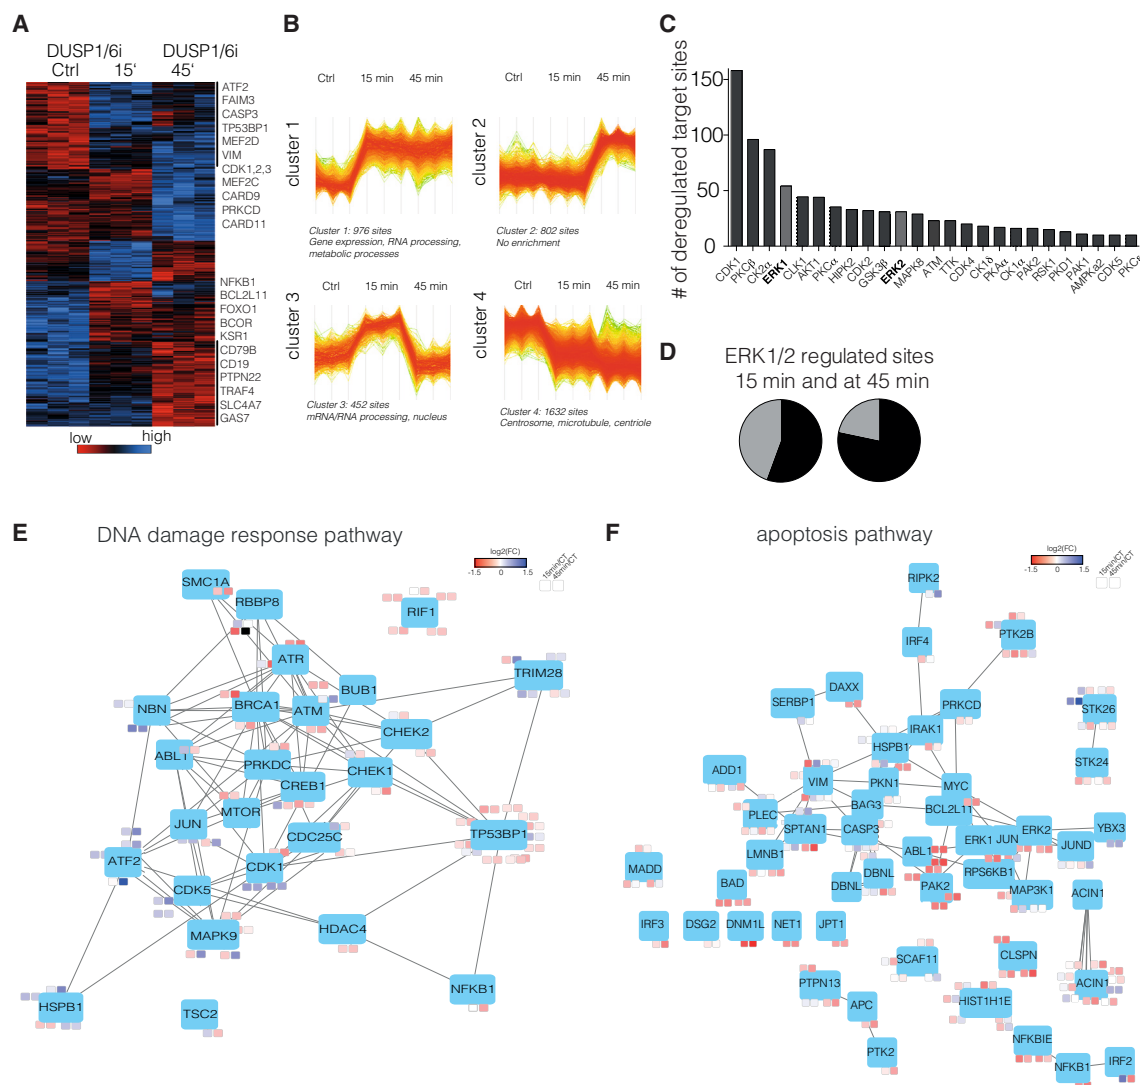 A
DUSP1/6i
DUSP1/6i
Ctrl
15‘
45‘
ATF2
FAIM3
CASP3
TP53BP1
MEF2D
VIM
CDK1,2,3
MEF2C
CARD9
PRKCD
CARD11
NFKB1
BCL2L11
FOXO1
BCOR
KSR1
CD79B
CD19
PTPN22
TRAF4
SLC4A7
GAS7
low
high
B
Ctrl
15 min
45 min
cluster 1
Cluster 1: 976 sites
Gene expression, RNA processing,
metabolic processes
Ctrl
15 min
45 min
cluster 2
Cluster 2: 802 sites
No enrichment
Ctrl
15 min
45 min
cluster 3
Cluster 3: 452 sites
mRNA/RNA processing, nucleus
Ctrl
15 min
45 min
cluster 4
Cluster 4: 1632 sites
Centrosome, microtubule, centriole
C
# of deregulated target sites
150
100
50
0
CDK1
PKCβ
CK2α
ERK1
CLK1
AKT1
PKCα
HIPK2
CDK2
GSK3β
ERK2
MAPK8
ATM
TTK
CDK4
CK1δ
PKAα
CK1α
PAK2
RSK1
PKD1
PAK1
AMPKa2
CDK5
D
ERK1/2 regulated sites
15 min and at 45 min
E
DNA damage response pathway
log2(FC)
-1.5
1.5
15min/CT
45min/CT
SMC1A
RBBP8
RIF1
ATR
TRIM28
BUB1
NBN
BRCA1
ATM
CHEK2
ABL1
PRKDC
CHEK1
CREB1
MTOR
JUN
CDC25C
TP53BP1
ATF2
CDK1
CDK5
MAPK9
HDAC4
NFKB1
HSPB1
TSC2
F
apoptosis pathway
log2(FC)
-1.5
1.5
15min/CT
45min/CT
RIPK2
IRF4
PTK2B
DAXX
SERBP1
PRKCD
STK26
IRAK1
HSPB1
STK24
ADD1
VIM
PKN1
MYC
BAG3
BCL2L11
PLEC
SPTAN1
CASP3
ERK1
JUN
ERK2
YBX3
JUND
LMNB1
ABL1
MADD
DBNL
DBNL
RPS6KB1
BAD
PAK2
MAP3K1
ACIN1
IRF3
DSG2
DNM1L
NET1
JPT1
SCAF11
CLSPN
PTPN13
ACIN1
HIST1H1E
APC
NFKBIE
PTK2
NFKB1
IRF2